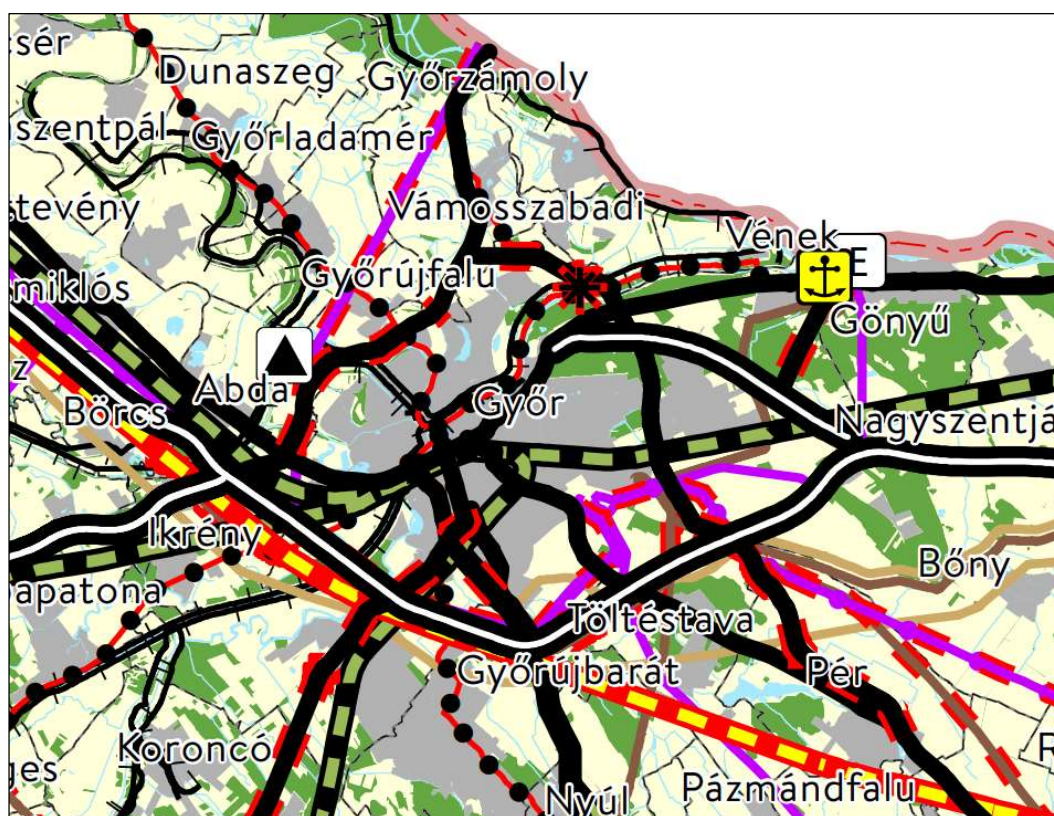 sér
Dunaszeg
Győrzámoly
szentpál
Győrladamér
stevény
Vámosszabadi
Vének
E
Győrújfalu
miklós
Gönyű
z
Abda
Győr
Börcs
Nagyszentjá
Ikrény
Bőny
apatona
Töltéstava
Győrújbarát
Pér
Koroncó
R
ges
Pázmándfalu
Nyúl